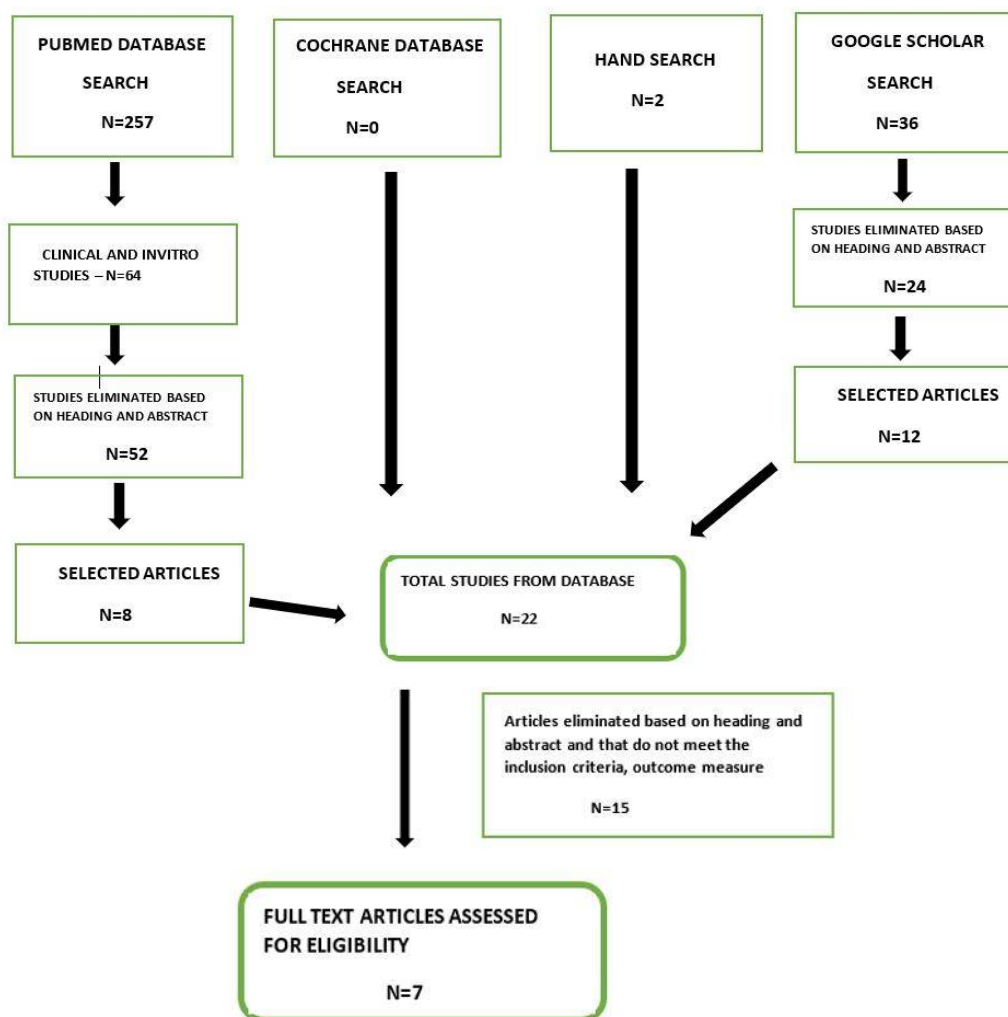 PUBMED DATABASE
SEARCH
N=257
COCHRANE DATABASE
SEARCH
N=0
HAND SEARCH
N=2
GOOGLE SCHOLAR
SEARCH
N=36
CLINICAL AND INVITRO
STUDIES – N=64
STUDIES ELIMINATED BASED
ON HEADING AND ABSTRACT
N=24
STUDIES ELIMINATED BASED
ON HEADING AND ABSTRACT
N=52
SELECTED ARTICLES
N=12
SELECTED ARTICLES
N=8
TOTAL STUDIES FROM DATABASE
N=22
Articles eliminated based on heading and
abstract and that do not meet the
inclusion criteria, outcome measure
N=15
FULL TEXT ARTICLES ASSESSED
FOR ELIGIBILITY
N=7